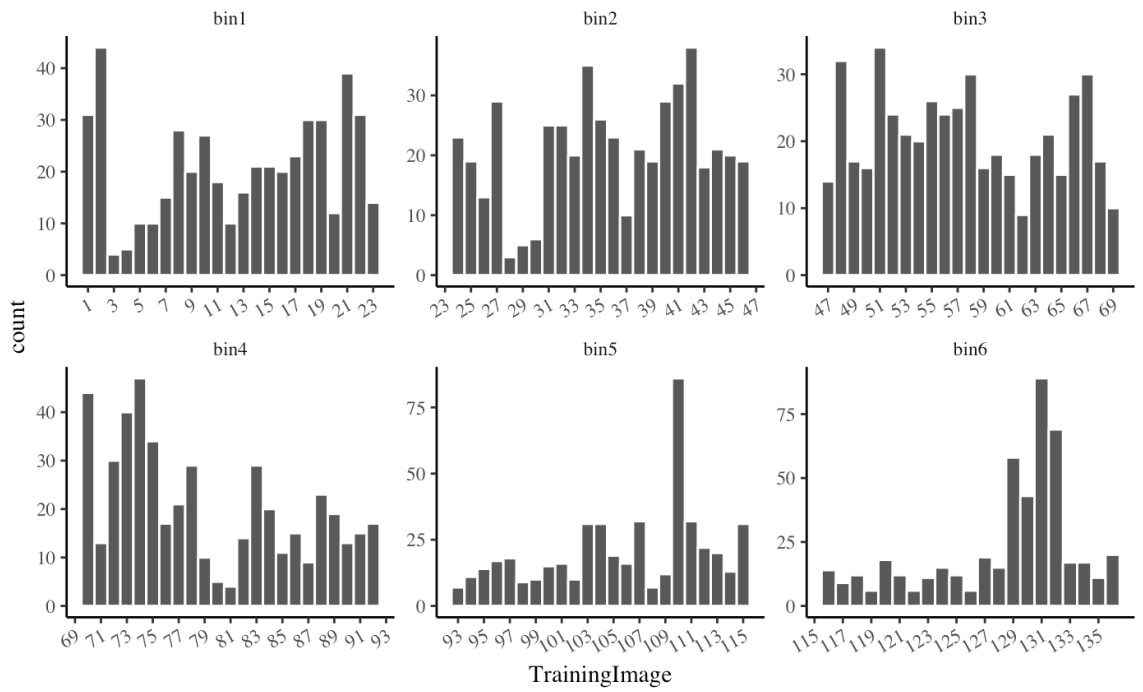 bin1 bin2 bin3
40 30 20 10 0
30 20 10 0
30 20 10 0
1 3 5 7 9 11 13 15 17 19 21 23
23 25 27 29 31 33 35 37 39 41 43 45 47
47 49 51 53 55 57 59 61 63 65 67 69
count
bin4 bin5 bin6
40 30 20 10 0
75 50 25 0
75 50 25 0
69 71 73 75 77 79 81 83 85 87 89 91 93
93 95 97 99 101 103 105 107 109 111 113 115
115 117 119 121 123 125 127 129 131 133 135
TrainingImage